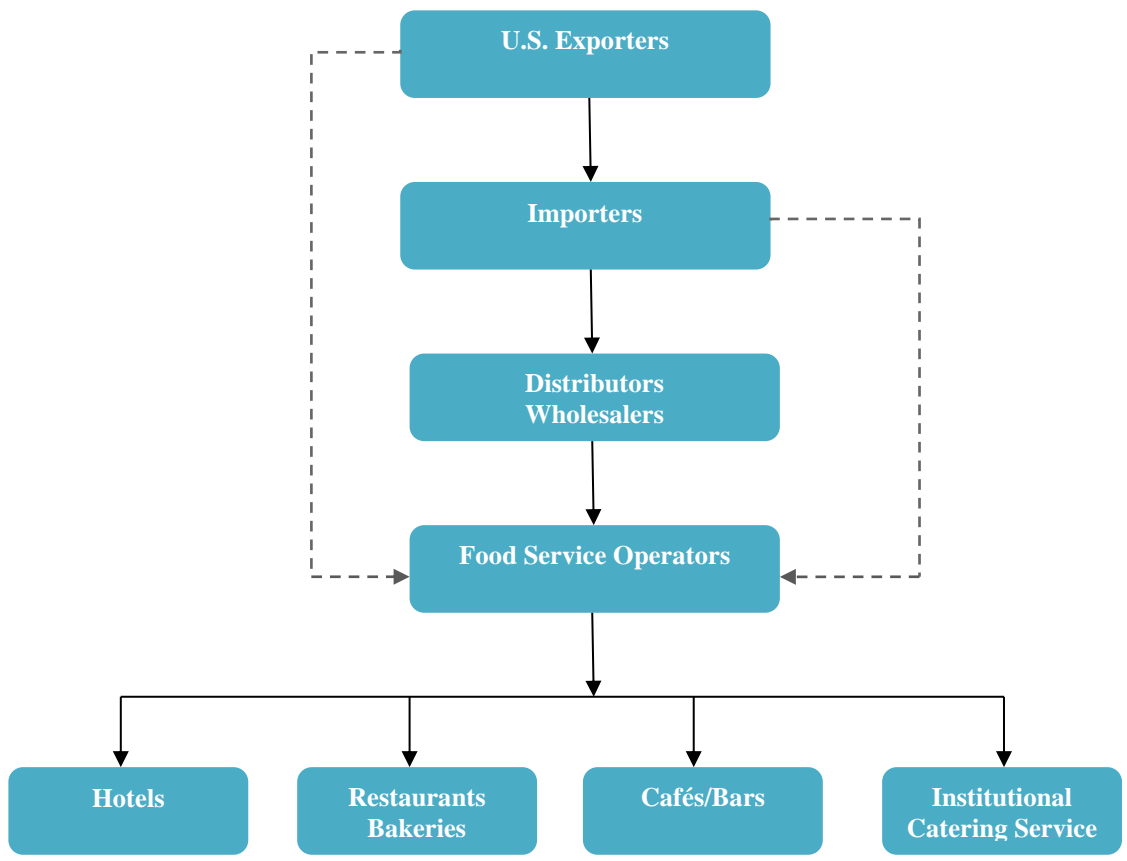 U.S. Exporters
Importers
Distributors
Wholesalers
Food Service Operators
Hotels
Restaurants
Bakeries
Cafés/Bars
Institutional
Catering Service